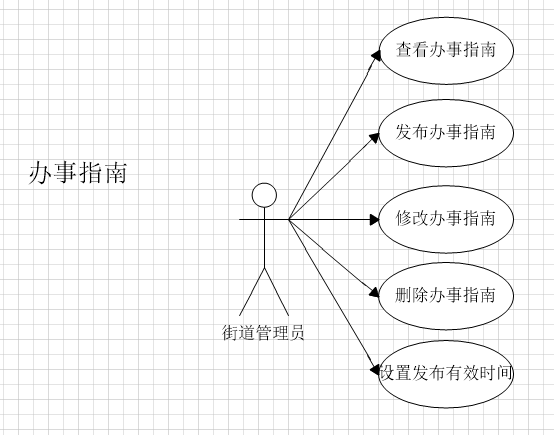 查看办事指南
发布办事指南
办事指南
修改办事指南
删除办事指南
街道管理员
设置发布有效时间